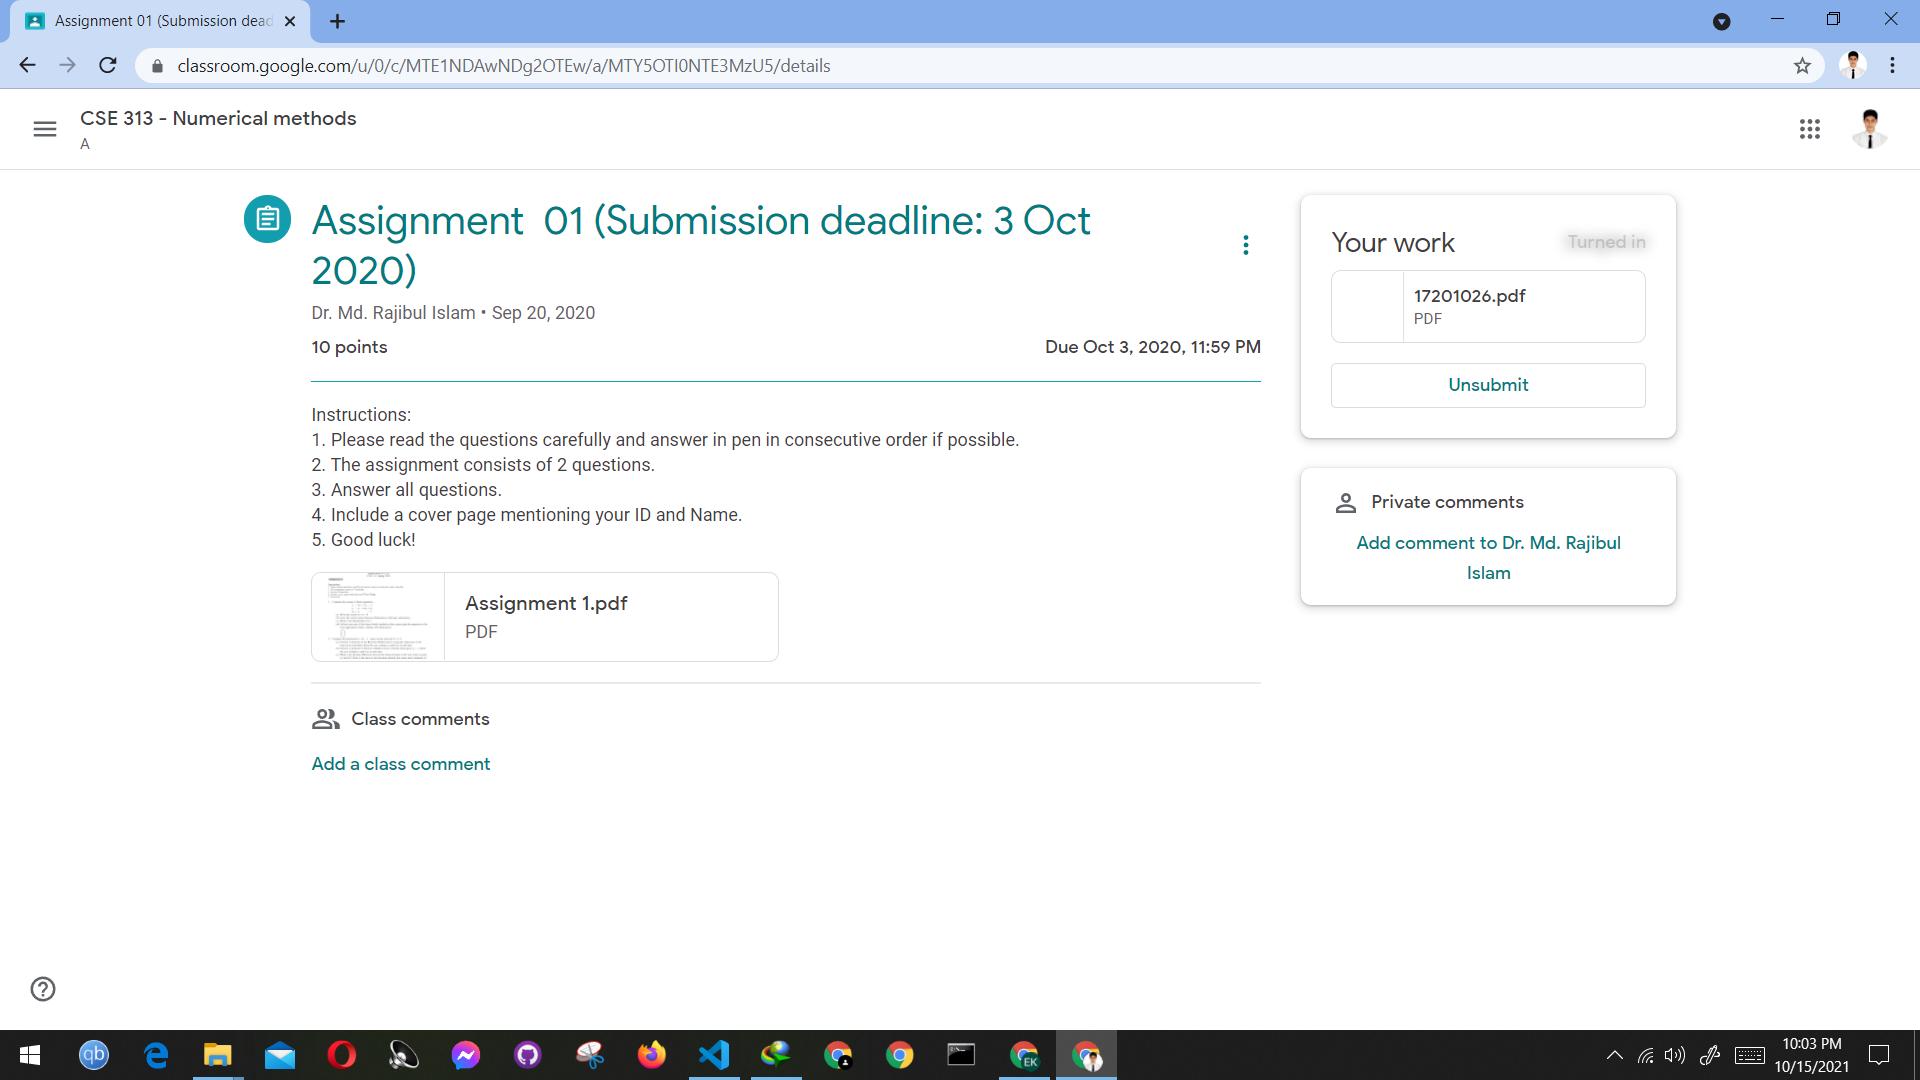 Assignment 01 (Submission dead
classroom.google.com/u/0/c/MTE1NDAwNDg2OTEw/a/MTY5OTI0NTE3MzU5/details
CSE 313 - Numerical methods
A
Assignment  01 (Submission deadline: 3 Oct
2020)
Dr. Md. Rajibul Islam • Sep 20, 2020
10 points
Due Oct 3, 2020, 11:59 PM
Instructions:
1. Please read the questions carefully and answer in pen in consecutive order if possible.
2. The assignment consists of 2 questions.
3. Answer all questions.
4. Include a cover page mentioning your ID and Name.
5. Good luck!
Assignment 1.pdf
PDF
Class comments
Add a class comment
Your work
Turned in
17201026.pdf
PDF
Unsubmit
Private comments
Add comment to Dr. Md. Rajibul
Islam
qb
EK
10:03 PM
10/15/2021